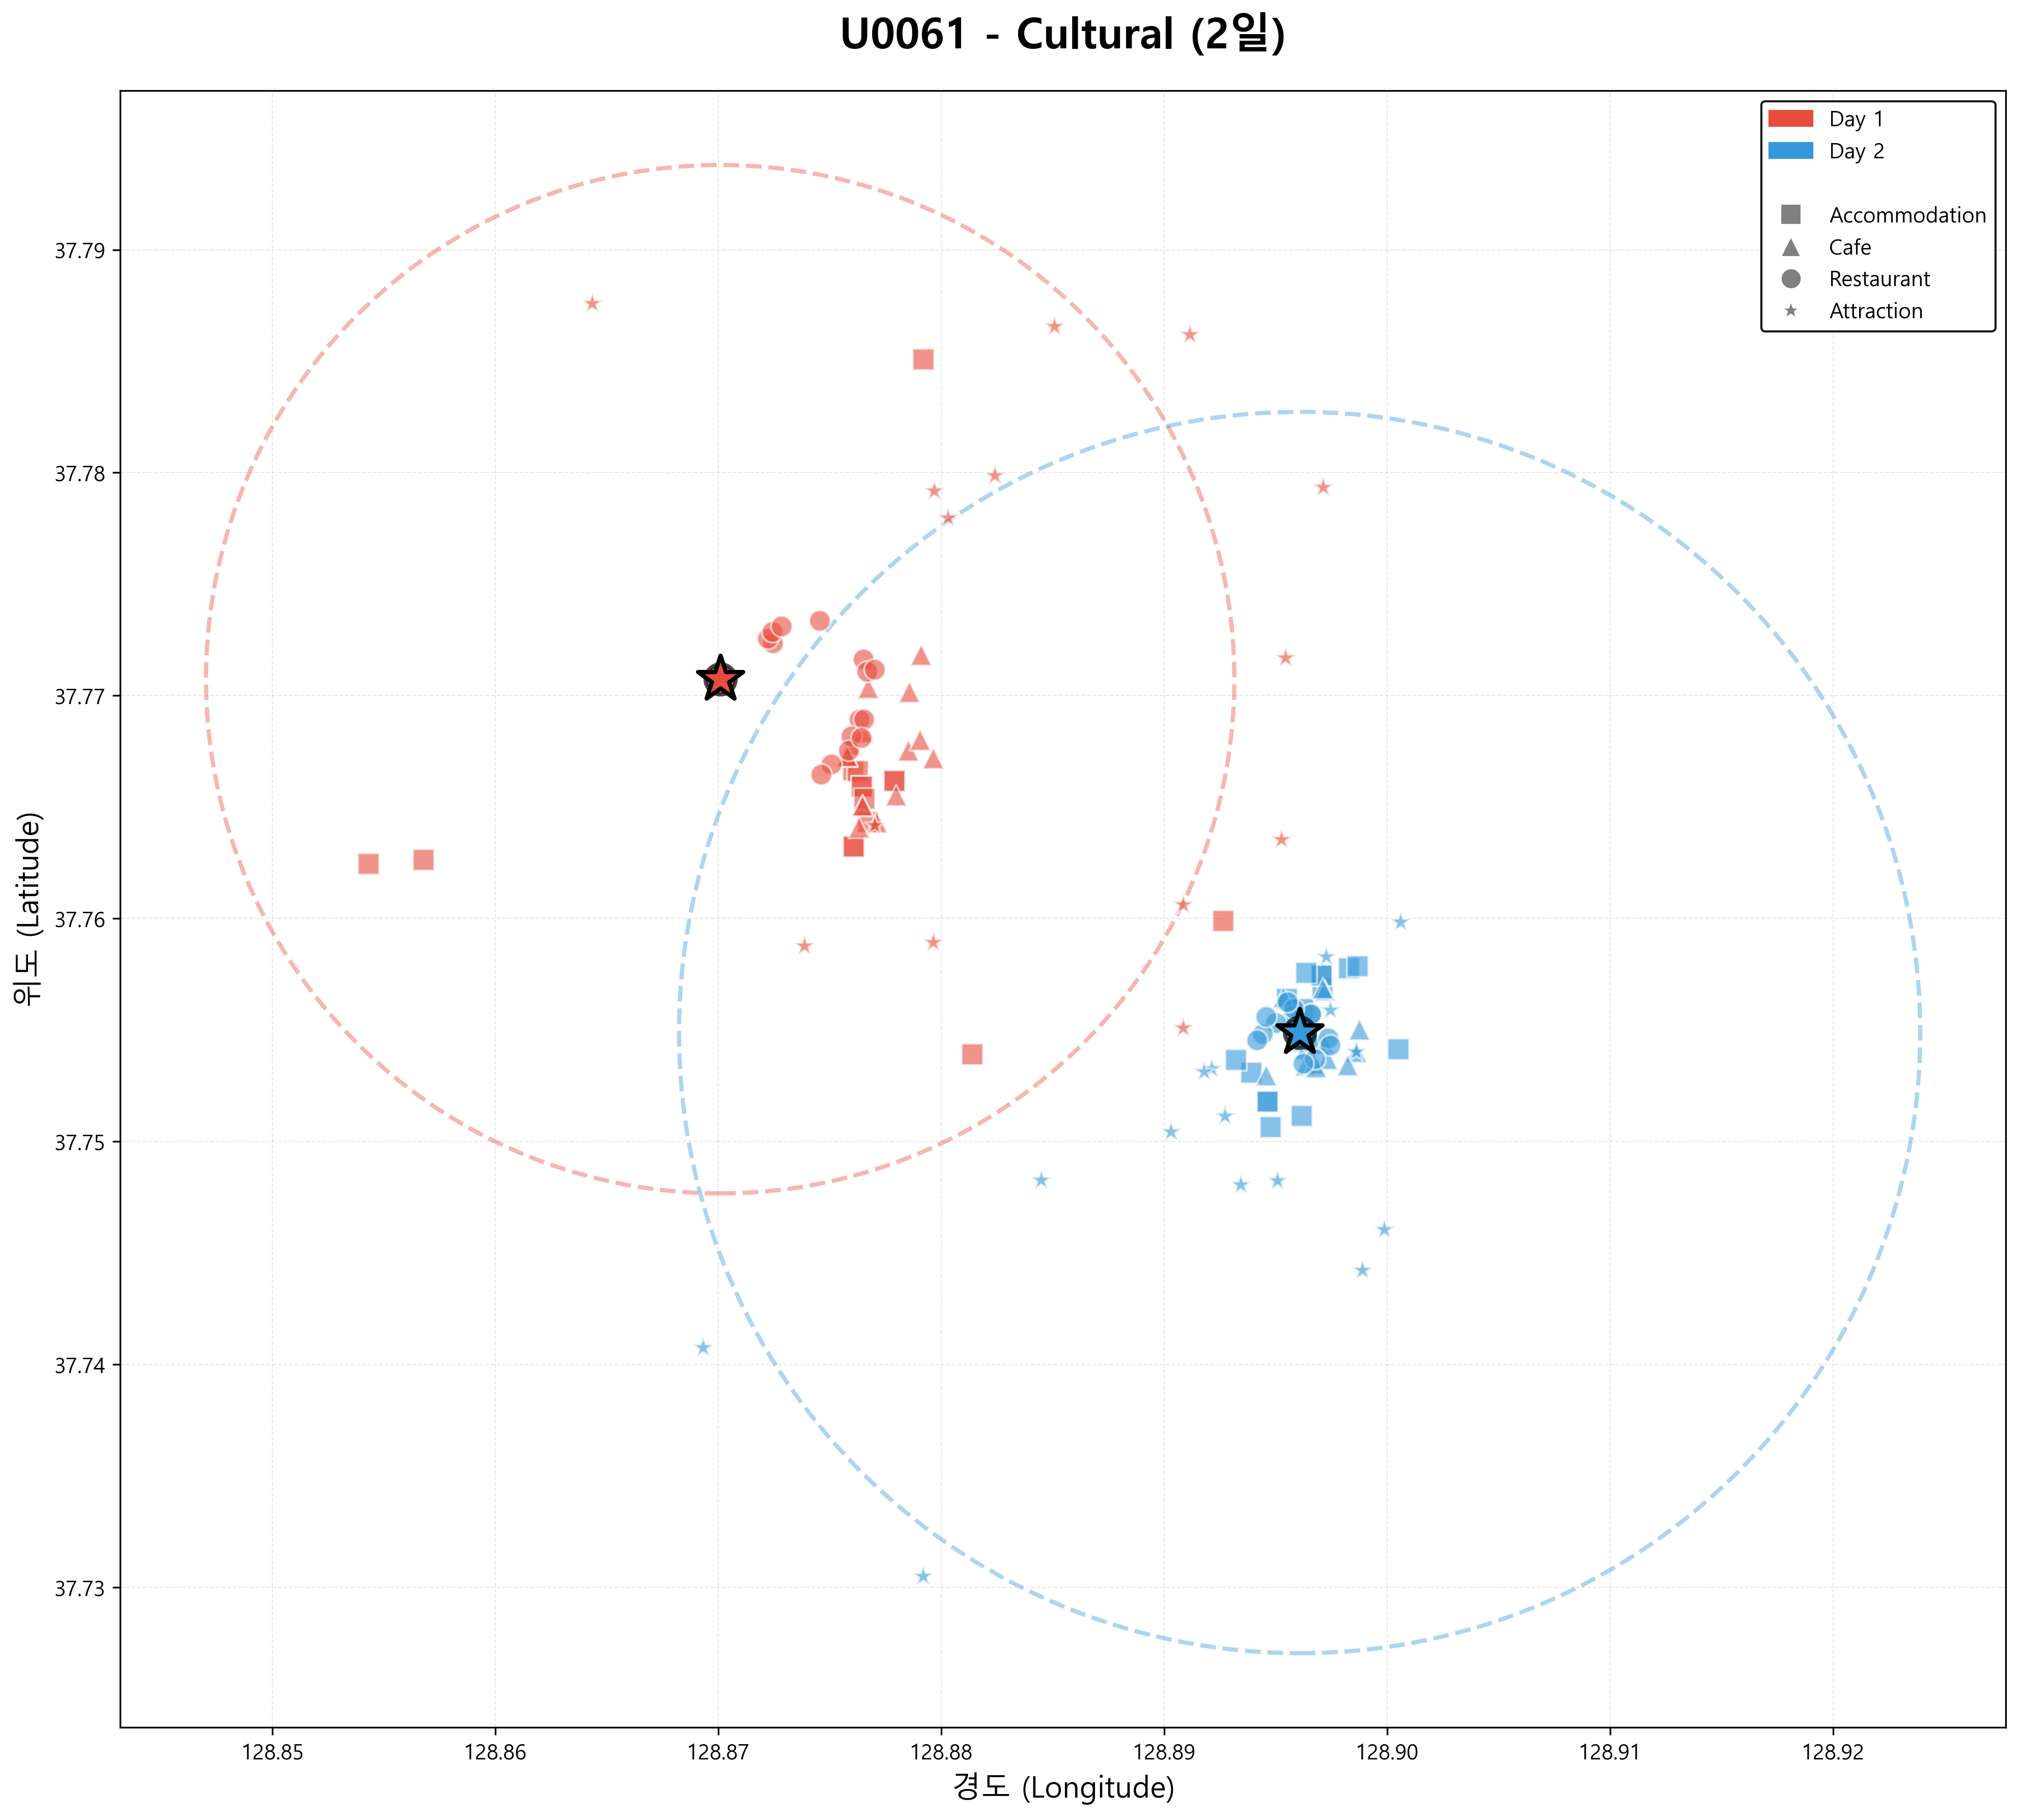 U0061 - Cultural (2일)
Day 1
Day 2
Accommodation
Cafe
Restaurant
Attraction
37.79
37.78
37.77
37.76
37.75
37.74
37.73
위도 (Latitude)
128.85
128.86
128.87
128.88
128.89
128.90
128.91
128.92
경도 (Longitude)